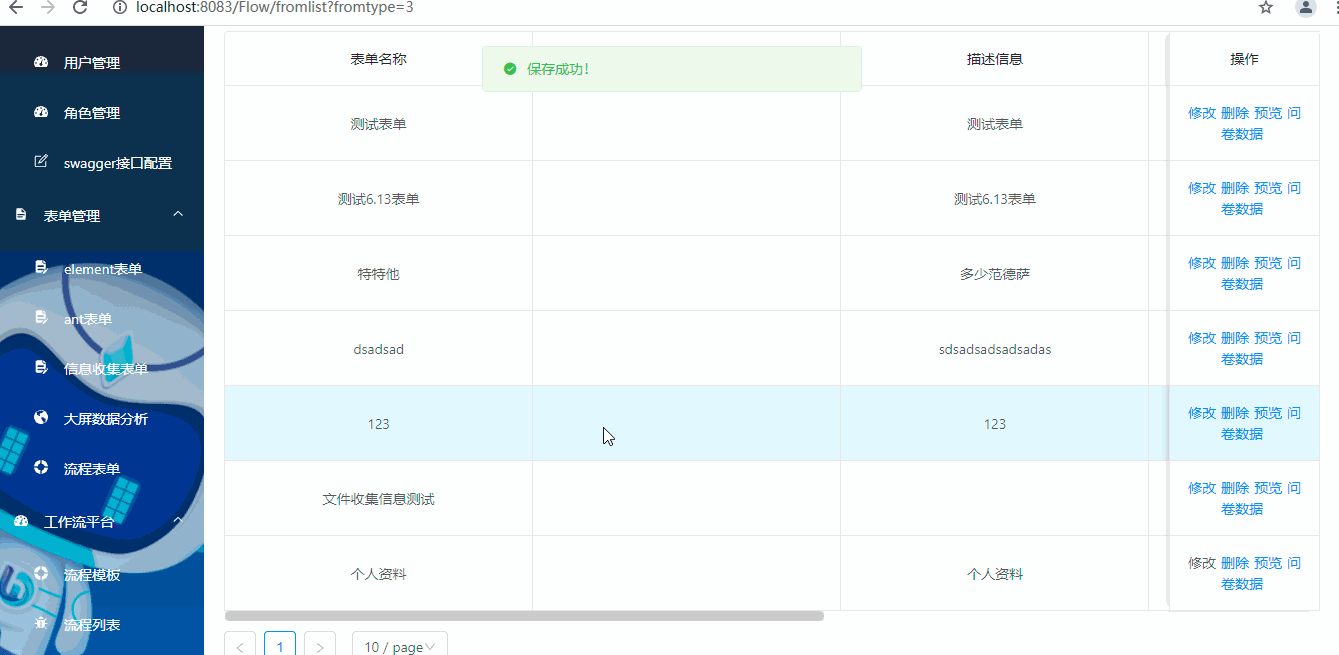 localhost:8083/Flow/fromlist?fromtype=3
用户管理
角色管理
swagger接口配置
表单管理
element表单
ant表单
信息收集表单
大屏数据分析
流程表单
工作流平台
流程模板
流程列表
保存成功！
表单名称 描述信息 操作
测试表单 测试表单 修改 删除 预览 问
卷数据
测试6.13表单 测试6.13表单 修改 删除 预览 问
卷数据
特特他 多少范德萨 修改 删除 预览 问
卷数据
dsadsad sdsadsadsadsadas 修改 删除 预览 问
卷数据
123 123 修改 删除 预览 问
卷数据
文件收集信息测试 修改 删除 预览 问
卷数据
个人资料 个人资料 修改 删除 预览 问
卷数据
< 1 > 10 / page